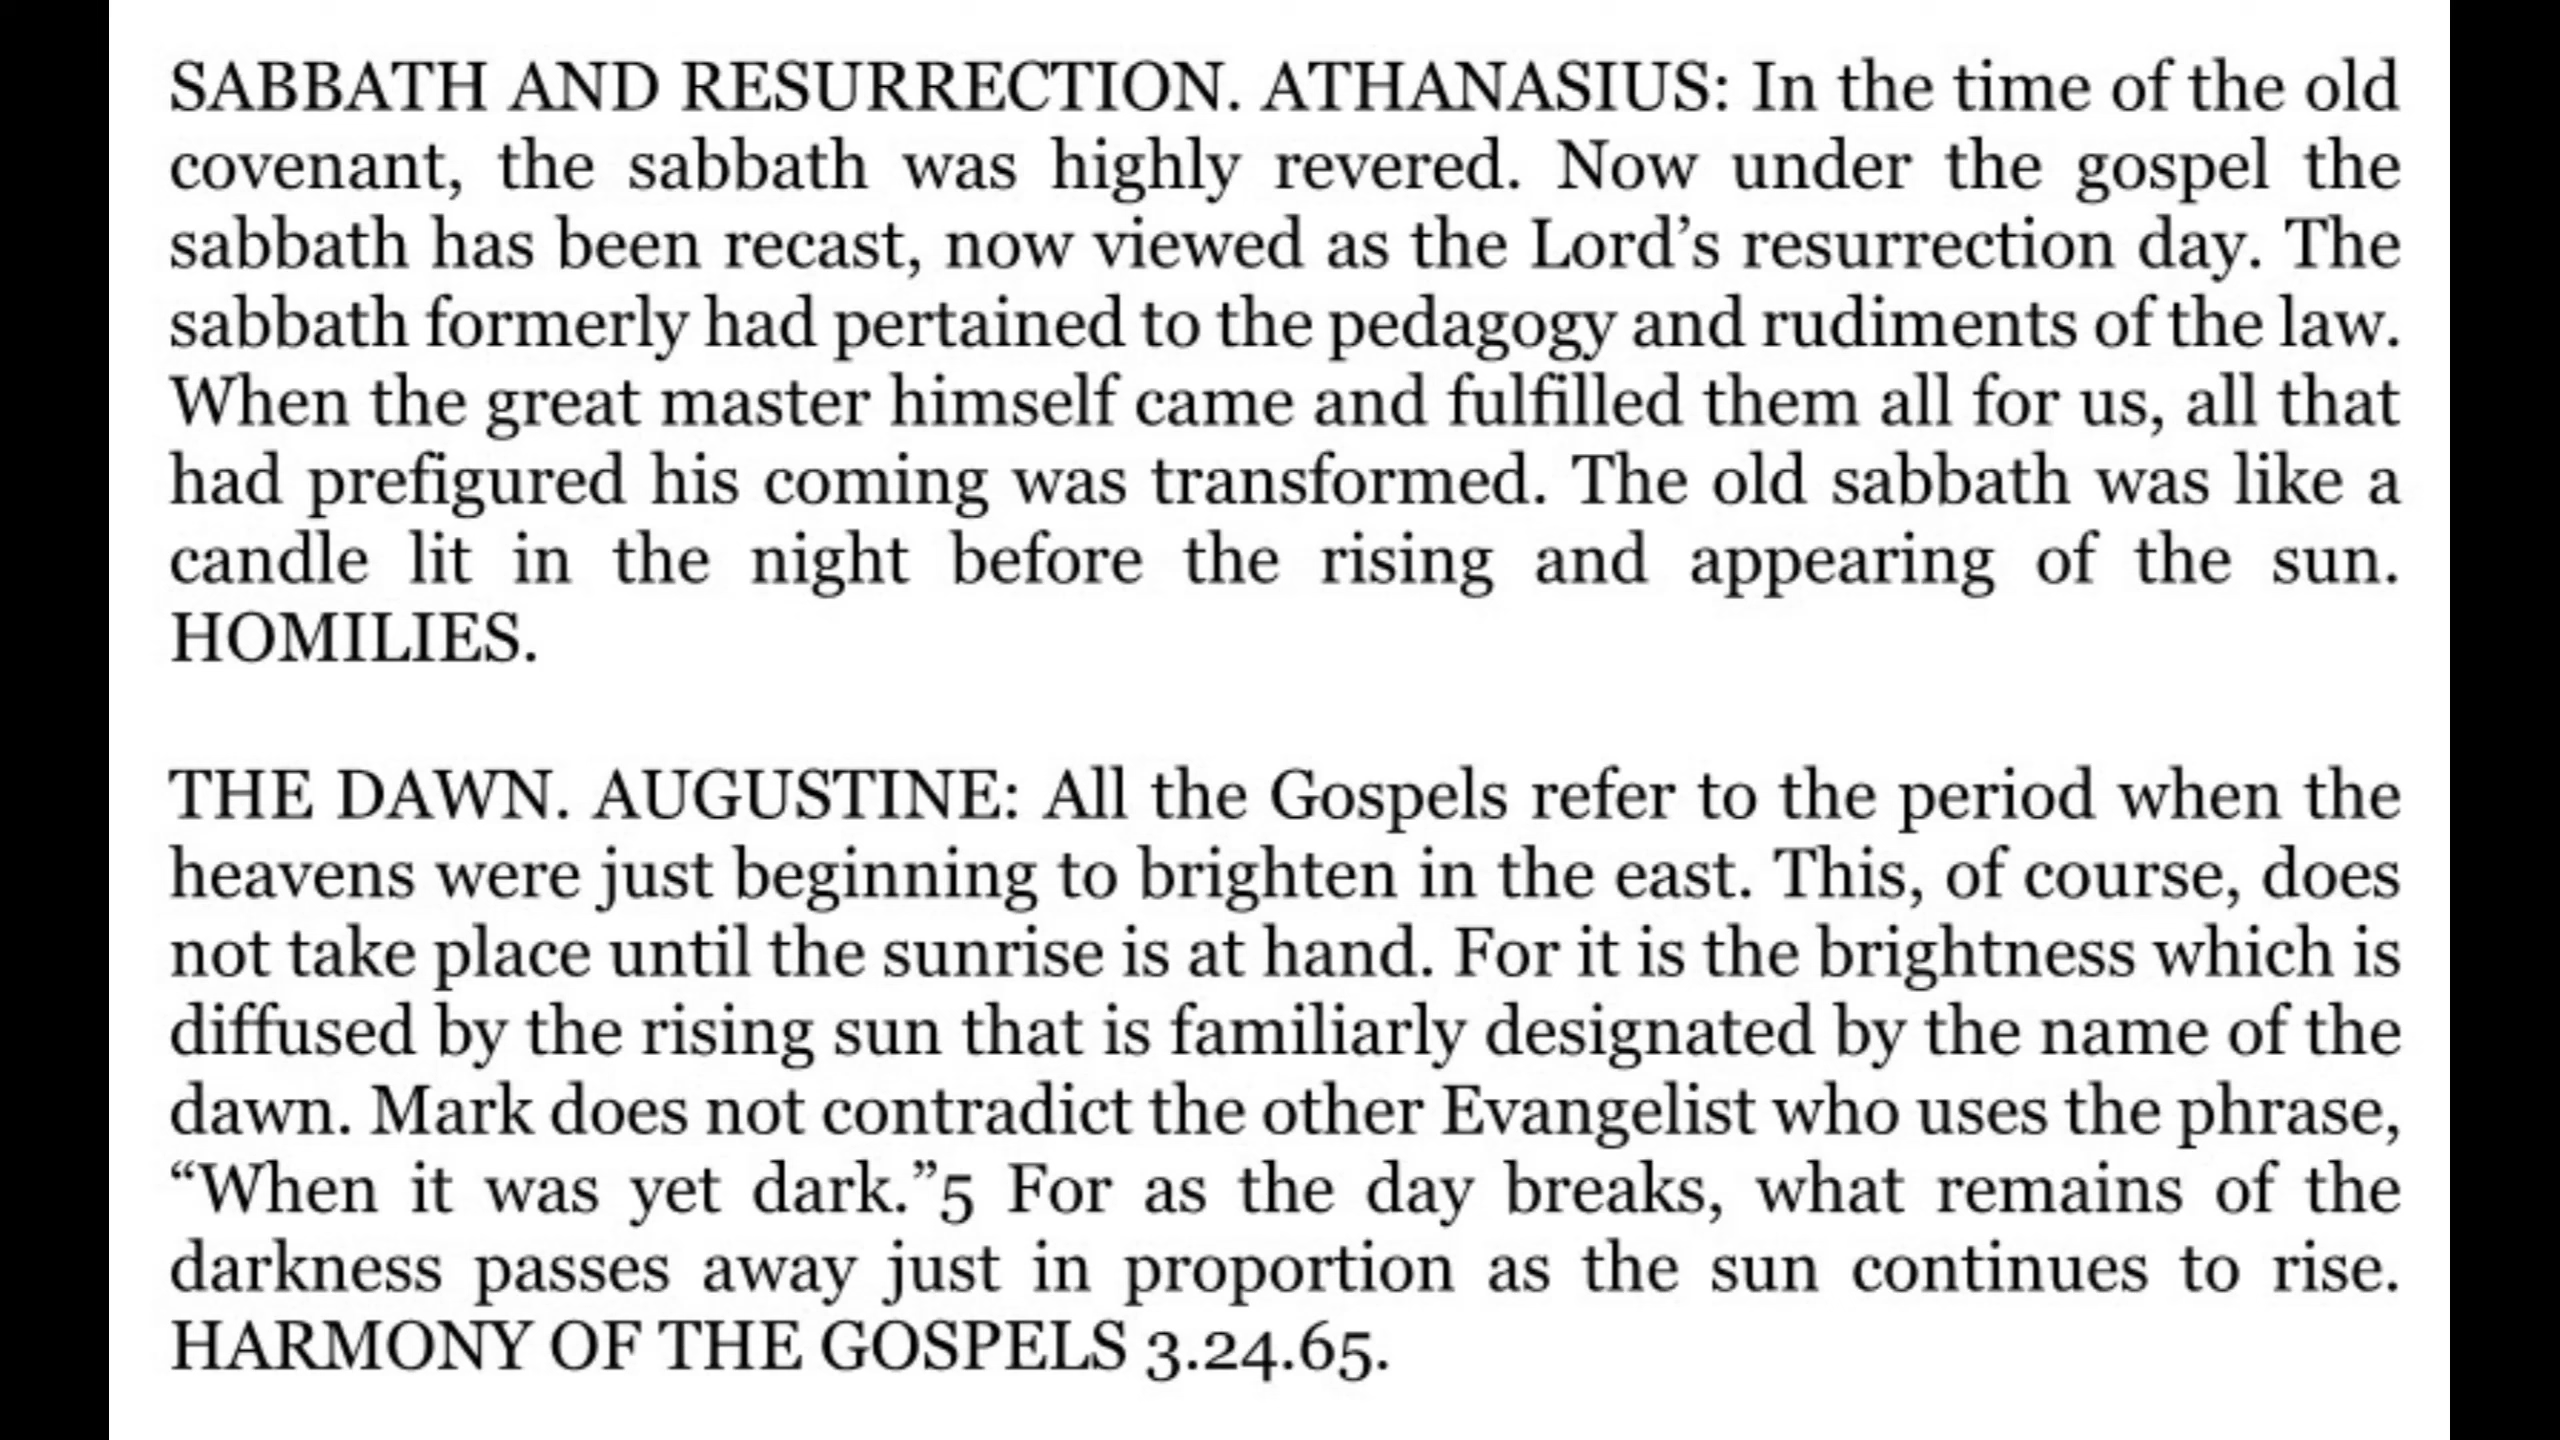 SABBATH AND RESURRECTION. ATHANASIUS: In the time of the old
covenant, the sabbath was highly revered. Now under the gospel the
sabbath has been recast, now viewed as the Lord’s resurrection day. The
sabbath formerly had pertained to the pedagogy and rudiments of the law.
When the great master himself came and fulfilled them all for us, all that
had prefigured his coming was transformed. The old sabbath was like a
candle lit in the night before the rising and appearing of the sun.
HOMILIES.
THE DAWN. AUGUSTINE: All the Gospels refer to the period when the
heavens were just beginning to brighten in the east. This, of course, does
not take place until the sunrise is at hand. For it is the brightness which is
diffused by the rising sun that is familiarly designated by the name of the
dawn. Mark does not contradict the other Evangelist who uses the phrase,
“When it was yet dark.”5 For as the day breaks, what remains of the
darkness passes away just in proportion as the sun continues to rise.
HARMONY OF THE GOSPELS 3.24.65.